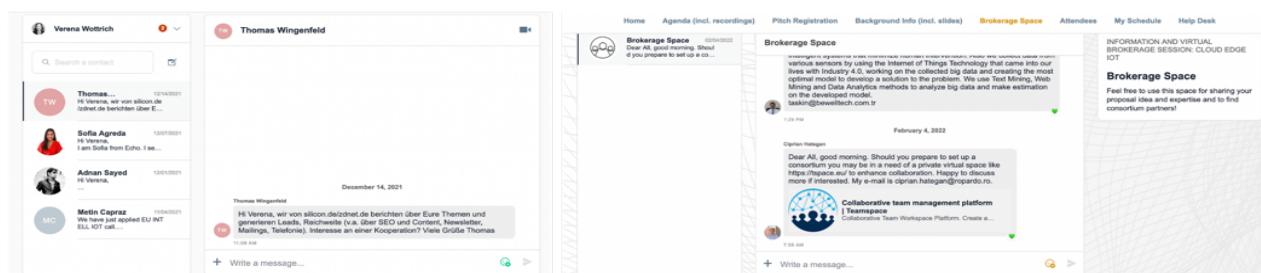 Verena Wottrich
Search a contact
TW
Thomas... 12/14/2021
Hi Verena, wir von silicon.de
/zdnet.de berichten über E...
Sofia Agreda 12/07/2021
Hi Verena,
I am Sofia from Echo. I se...
Adnan Sayed 12/01/2021
Hi Verena,
...
MC
Metin Capraz 11/04/2021
We have just applied EU INT
ELL IOT call....
TW Thomas Wingenfeld
December 14, 2021
Thomas Wingenfeld
Hi Verena, wir von silicon.de/zdnet.de berichten über Eure Themen und
generieren Leads, Reichweite (v.a. über SEO und Content, Newsletter,
Mailings, Telefonie). Interesse an einer Kooperation? Viele Grüße Thomas
TW
11:09 AM
+ Write a message...
Home Agenda (incl. recordings) Pitch Registration Background Info (incl. slides) Brokerage Space Attendees My Schedule Help Desk
Brokerage Space 02/04/2022
Dear All, good morning. Shoul
d you prepare to set up a co...
Brokerage Space
various sensors by using the Internet of Things Technology that came into our
lives with Industry 4.0, working on the collected big data and creating the most
optimal model to develop a solution to the problem. We use Text Mining, Web
Mining and Data Analytics methods to analyze big data and make estimation
on the developed model.
taskin@bewelltech.com.tr
1:29 PM
February 4, 2022
Ciprian Hategan
Dear All, good morning. Should you prepare to set up a
consortium you may be in need of a private virtual space like
https://tspace.eu/ to enhance collaboration. Happy to discuss
more if interested. My e-mail is ciprian.hategan@ropardo.ro.
Collaborative team management platform
| Teamspace
Collaborative Team Workspace Platform. Create a...
7:56 AM
+ Write a message...
INFORMATION AND VIRTUAL
BROKERAGE SESSION: CLOUD EDGE
IOT
Brokerage Space
Feel free to use this space for sharing your
proposal idea and expertise and to find
consortium partners!